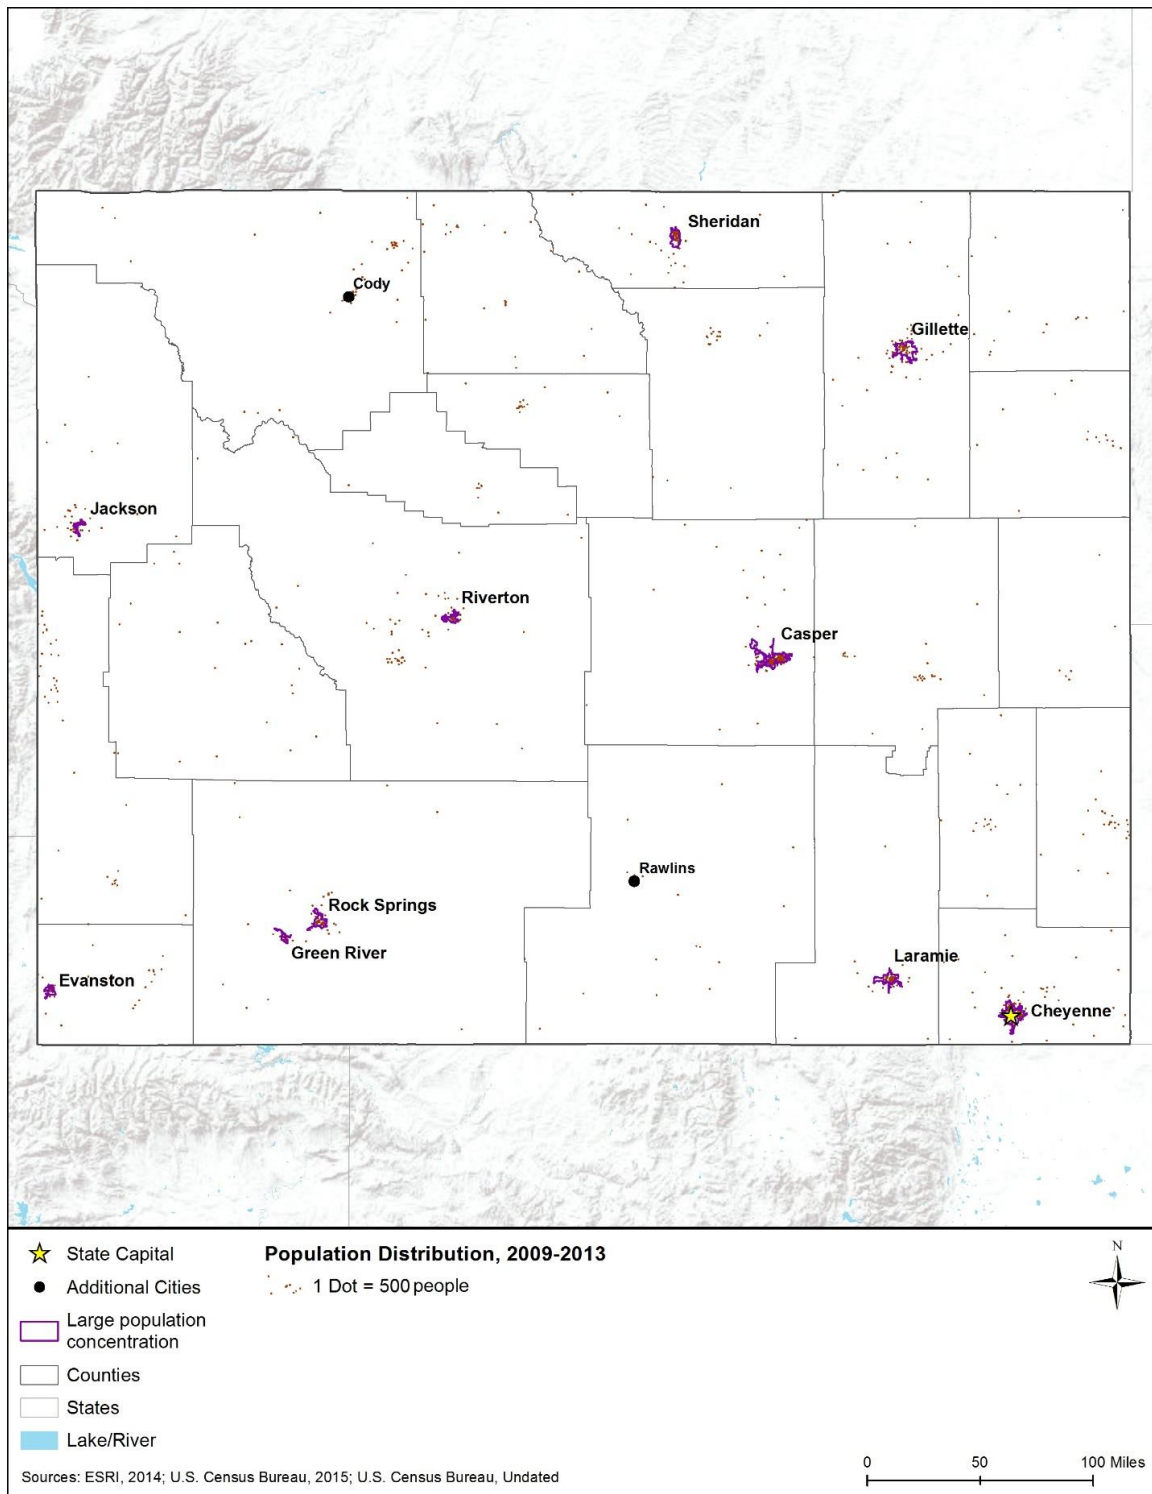 Sheridan
Cody
Gillette
Jackson
Riverton
Casper
Rawlins
Rock Springs
Green River
Laramie
Evanston
Cheyenne
State Capital
Additional Cities
Large population
concentration
Counties
States
Lake/River
Population Distribution, 2009-2013
1 Dot = 500 people
N
0 50 100 Miles
Sources: ESRI, 2014; U.S. Census Bureau, 2015; U.S. Census Bureau, Undated